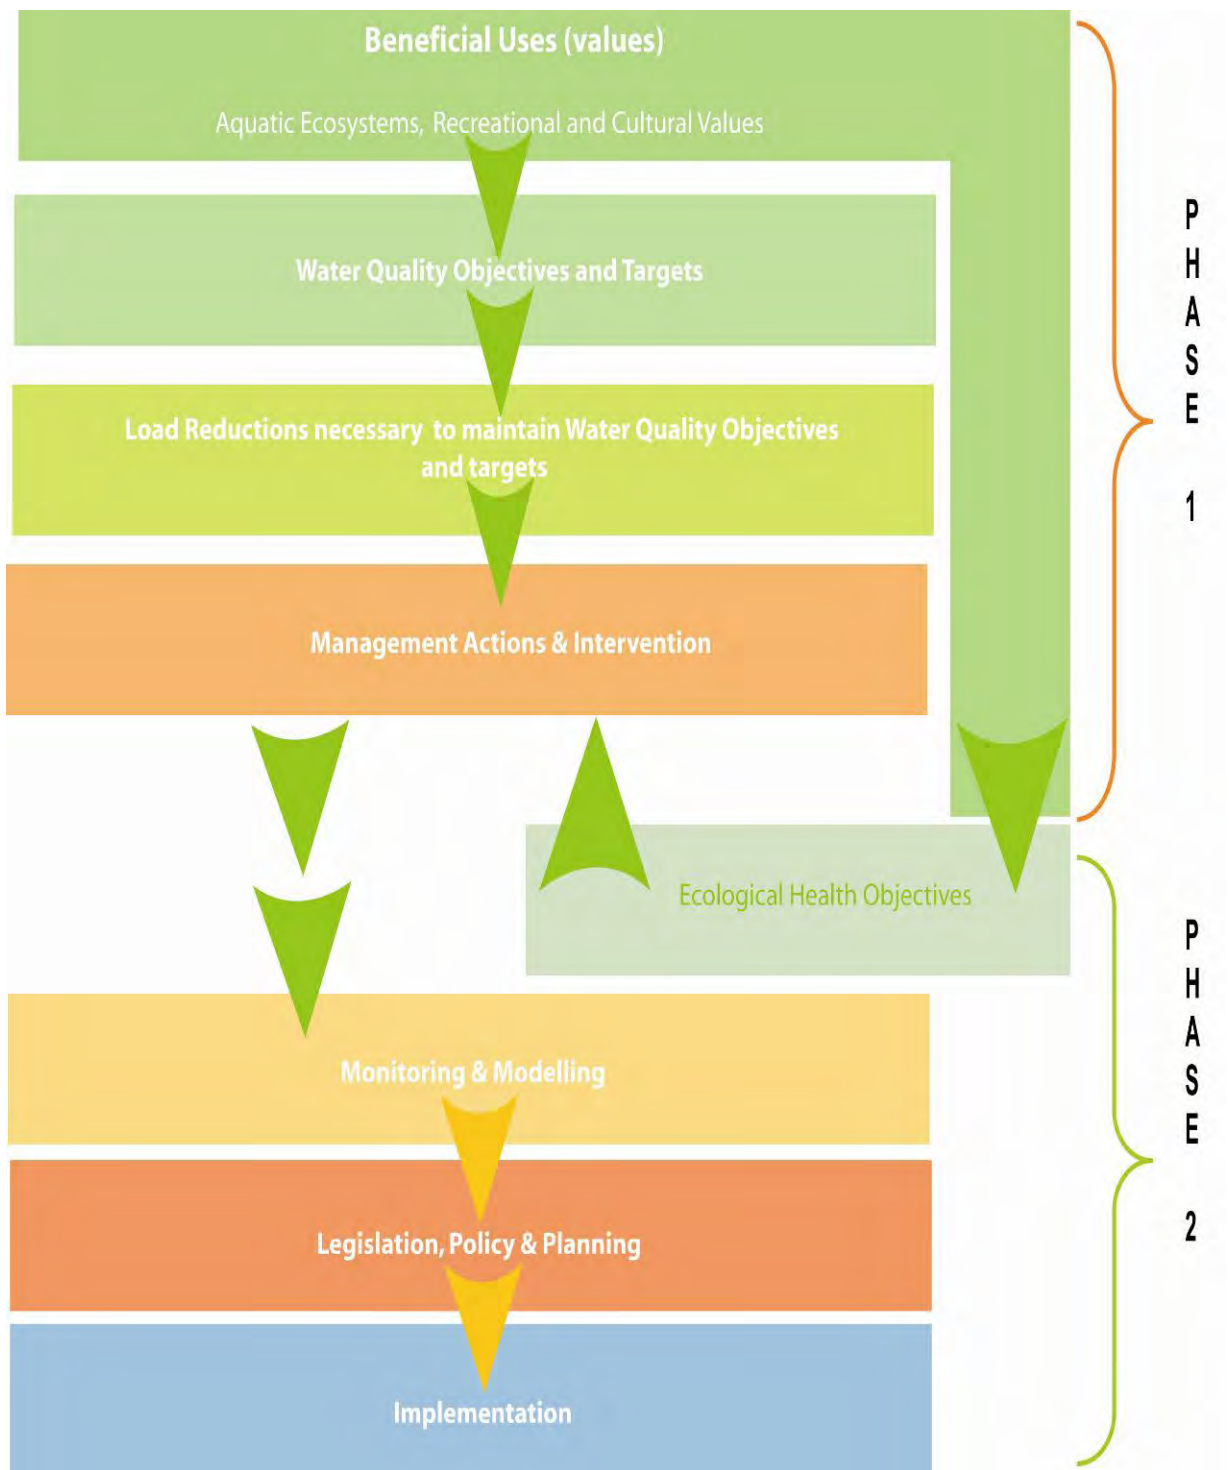 Beneficial Uses (values)
Aquatic Ecosystems, Recreational and Cultural Values
Water Quality Objectives and Targets
Load Reductions necessary to maintain Water Quality Objectives
and targets
Management Actions & Intervention
PHASE 1
Ecological Health Objectives
Monitoring & Modelling
Legislation, Policy & Planning
Implementation
PHASE 2